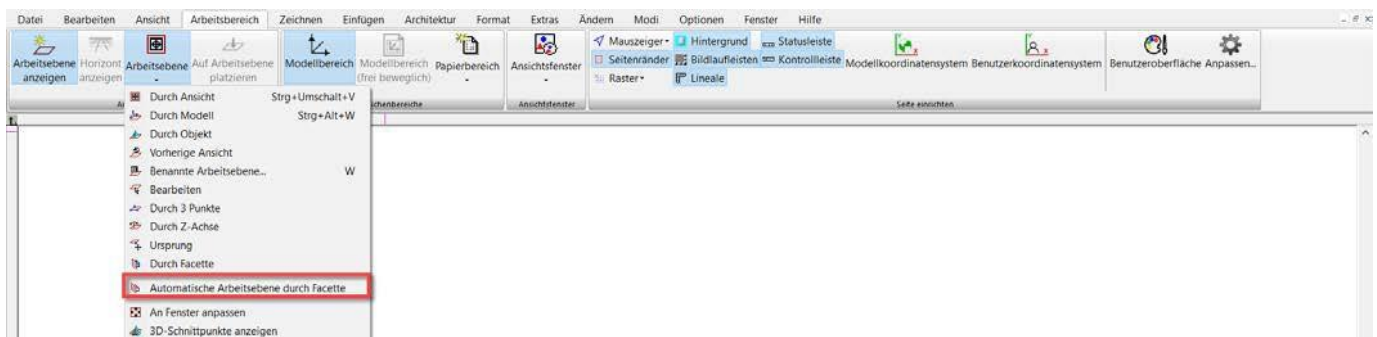 Datei Bearbeiten Ansicht Arbeitsbereich Zeichnen Einfügen Architektur Format Extras Ändern Modi Optionen Fenster Hilfe
Arbeitsebene anzeigen
Horizont anzeigen
Arbeitsebene
Auf Arbeitsebene platzieren
Modellbereich
Modellbereich (frei beweglich)
Papierbereich
Ansichtsfenster
Mauszeiger Hintergrund Statusleiste
Seitenränder Bildlaufleisten Kontrollleiste
Raster Lineale
Modellkoordinatensystem Benutzerkoordinatensystem Benutzeroberfläche Anpassen...
Ansichtsfenster Seite einrichten
Durch Ansicht Strg+Umschalt+V
Durch Modell Strg+Alt+W
Durch Objekt
Vorherige Ansicht
Benannte Arbeitsebene... W
Bearbeiten
Durch 3 Punkte
Durch Z-Achse
Ursprung
Durch Facette
Automatische Arbeitsebene durch Facette
An Fenster anpassen
3D-Schnittpunkte anzeigen